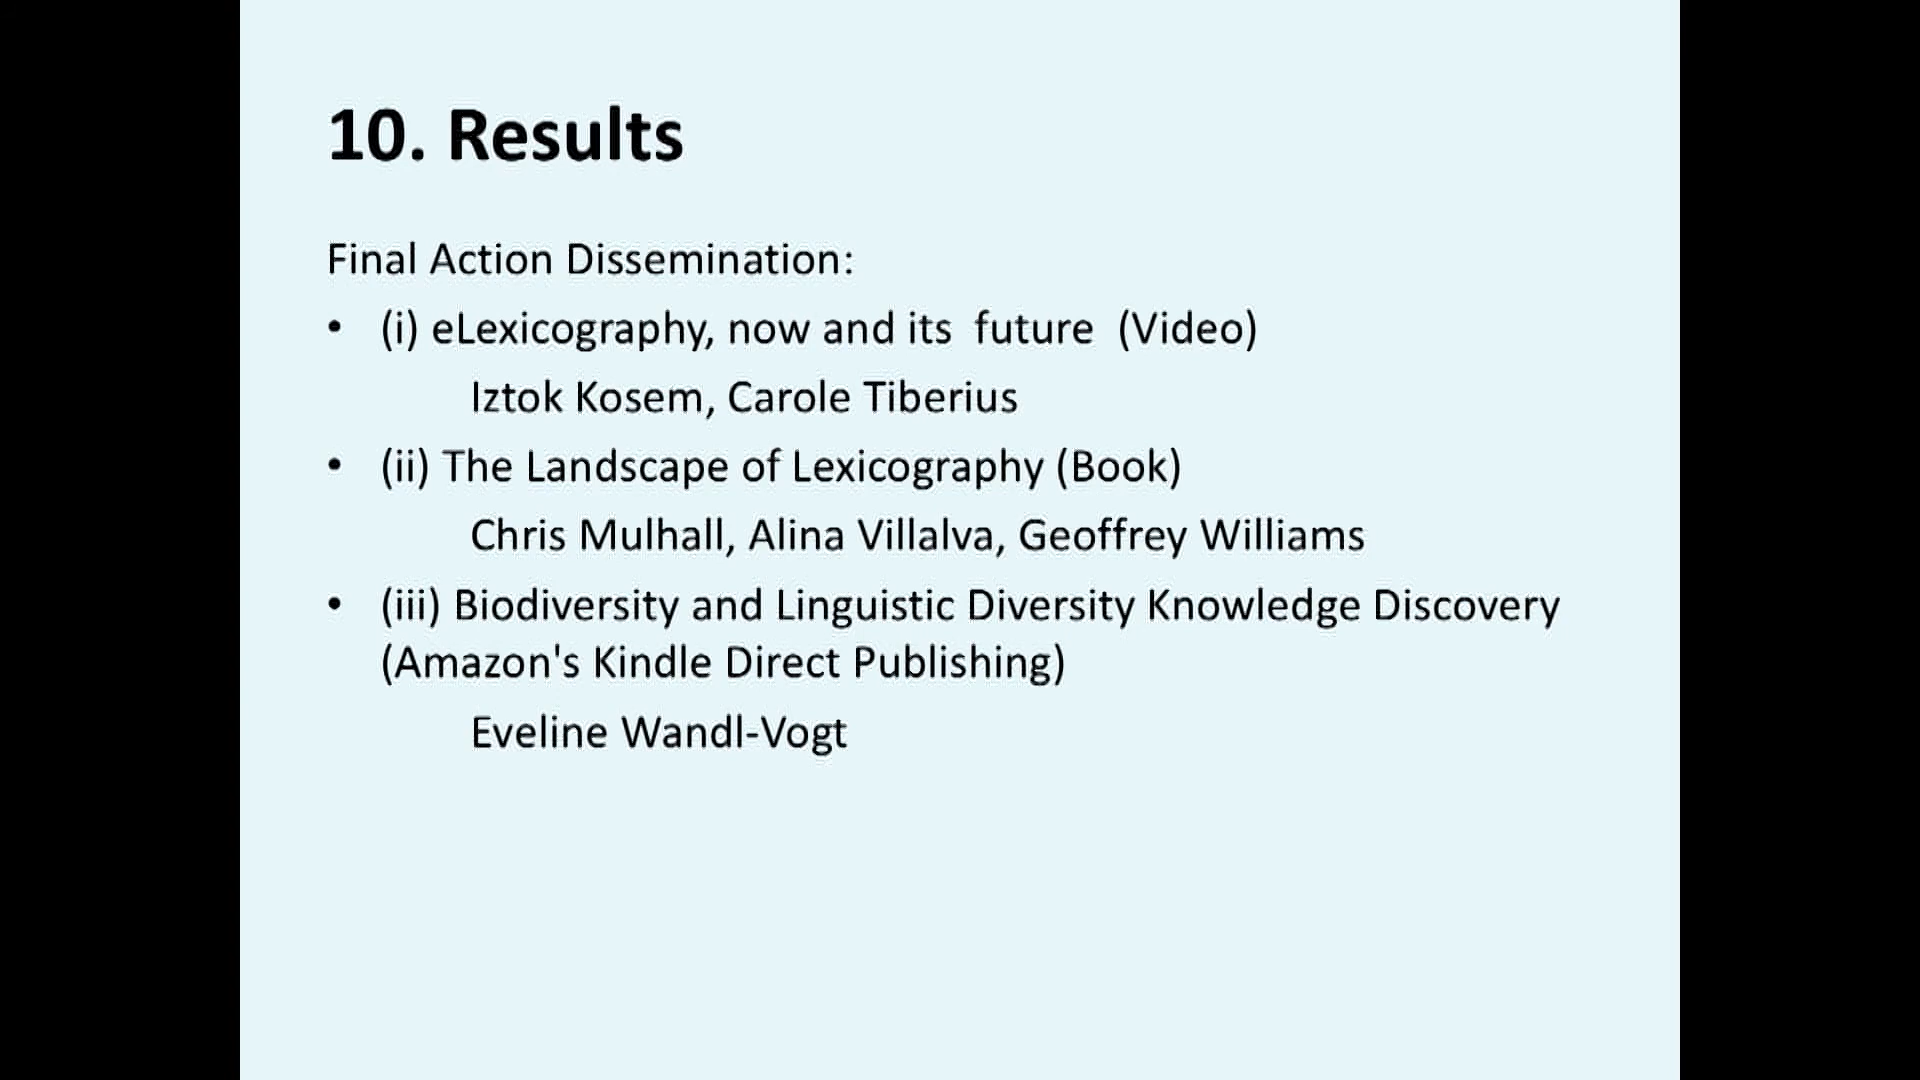 10. Results
Final Action Dissemination:
• (i) eLexicography, now and its future (Video)
Iztok Kosem, Carole Tiberius
• (ii) The Landscape of Lexicography (Book)
Chris Mulhall, Alina Villalva, Geoffrey Williams
• (iii) Biodiversity and Linguistic Diversity Knowledge Discovery
(Amazon's Kindle Direct Publishing)
Eveline Wandl-Vogt